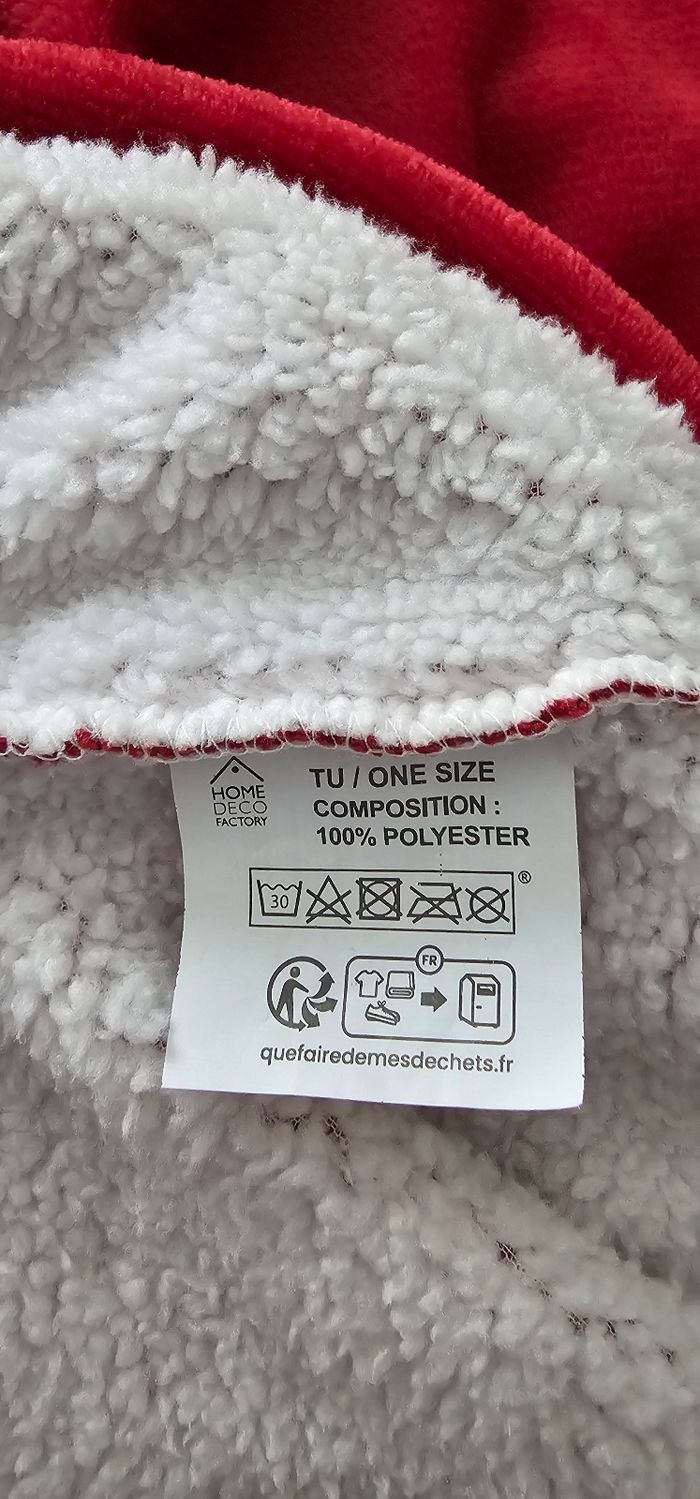 HOME
DECO
FACTORY
TU / ONE SIZE
COMPOSITION :
100% POLYESTER
30
®
FR
quefairedemesdechets.fr